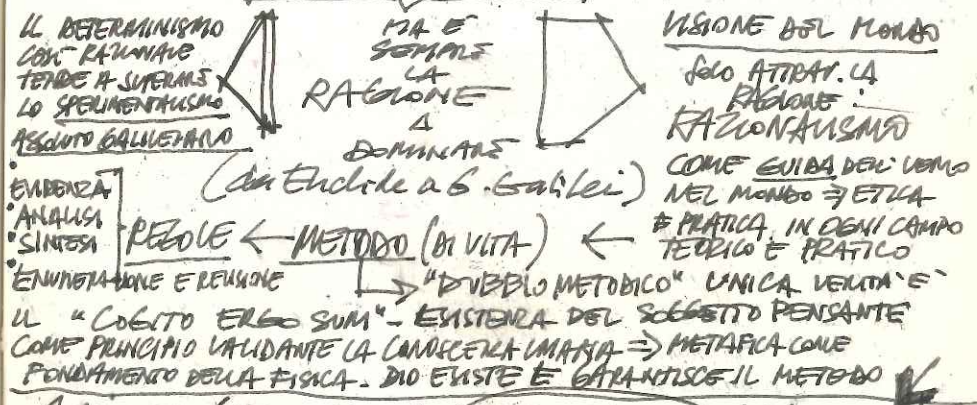 IL DETERMINISMO
COSÌ RAZIONALE
TENDE A SUPERARE
LO SPERIMENTALISMO
ASSOLUTO GALILEIANO
MA È
SEMPRE
LA
RAGIONE
A
DOMINARE
(da Euclide a G. Galilei)
VISIONE DEL MONDO
SOLO ATTRAV. LA
RAGIONE:
RAZIONALISMO
COME GUIDA DELL'UOMO
NEL MONDO ⇒ ETICA
E PRATICA, IN OGNI CAMPO
TEORICO E PRATICO
• EVIDENZA
• ANALISI
• SINTESI
• ENUMERAZIONE E REVISIONE
REGOLE ← METODO (DI VITA) ←
"DUBBIO METODICO" UNICA VERITÀ È
IL "COGITO ERGO SUM" - ESISTENZA DEL SOGGETTO PENSANTE
COME PRINCIPIO VALIDANTE LA CONOSCENZA UMANA ⇒ METAFICA COME
FONDAMENTO DELLA FISICA. DIO ESISTE E GARANTISCE IL METODO